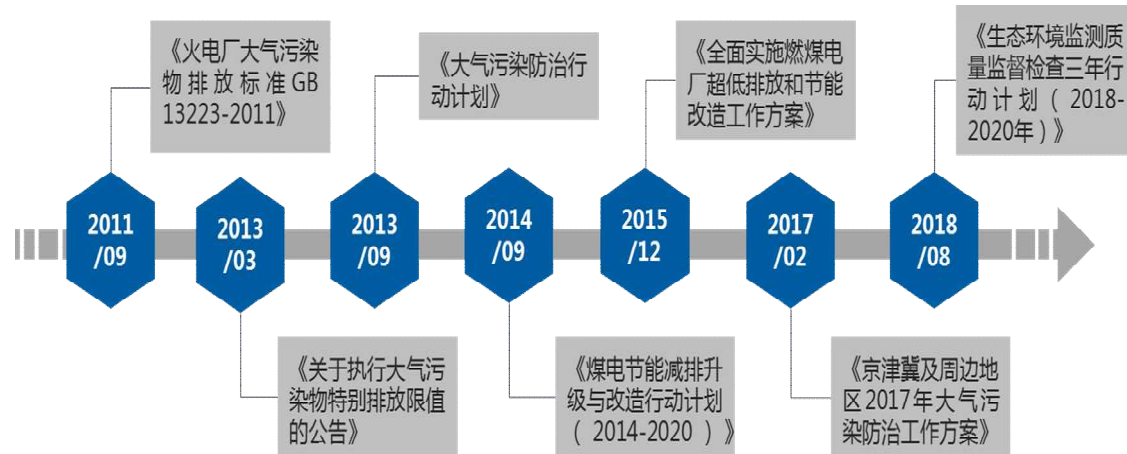 《火电厂大气污染
物排放标准GB
13223-2011》
《大气污染防治行
动计划》
《全面实施燃煤电
厂超低排放和节能
改造工作方案》
《生态环境监测质
量监督检查三年行
动计划（2018-
2020年）》
2011
/09
2013
/03
2013
/09
2014
/09
2015
/12
2017
/02
2018
/08
《关于执行大气污
染物特别排放限值
的公告》
《煤电节能减排升
级与改造行动计划
（2014-2020）》
《京津冀及周边地
区2017年大气污
染防治工作方案》